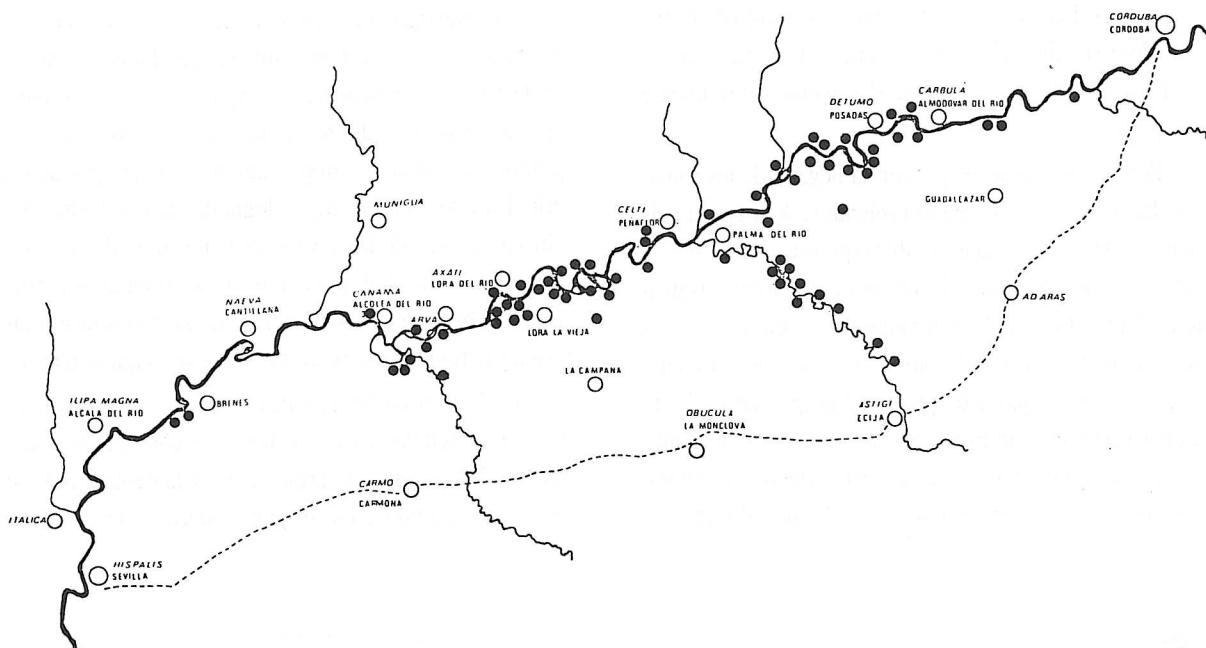 CORDUBA
CORDOBA
CARBULA
ALMODOVAR DEL RIO
DETUMO
POSADAS
GUADALCAZAR
MUNIGUA
CELTI
PEÑAFLOR
PALMA DEL RIO
AXATI
LORA DEL RIO
AD ARAS
CANAMA
ALCOLEA DEL RIO
NAEVA
CANTILLANA
ARVA
LORA LA VIEJA
LA CAMPANA
ILIPA MAGNA
ALCALA DEL RIO
BRENES
OBUCULA
LA MONCLOVA
ASTIGI
ECIJA
CARMO
CARMONA
ITALICA
HISPALIS
SEVILLA